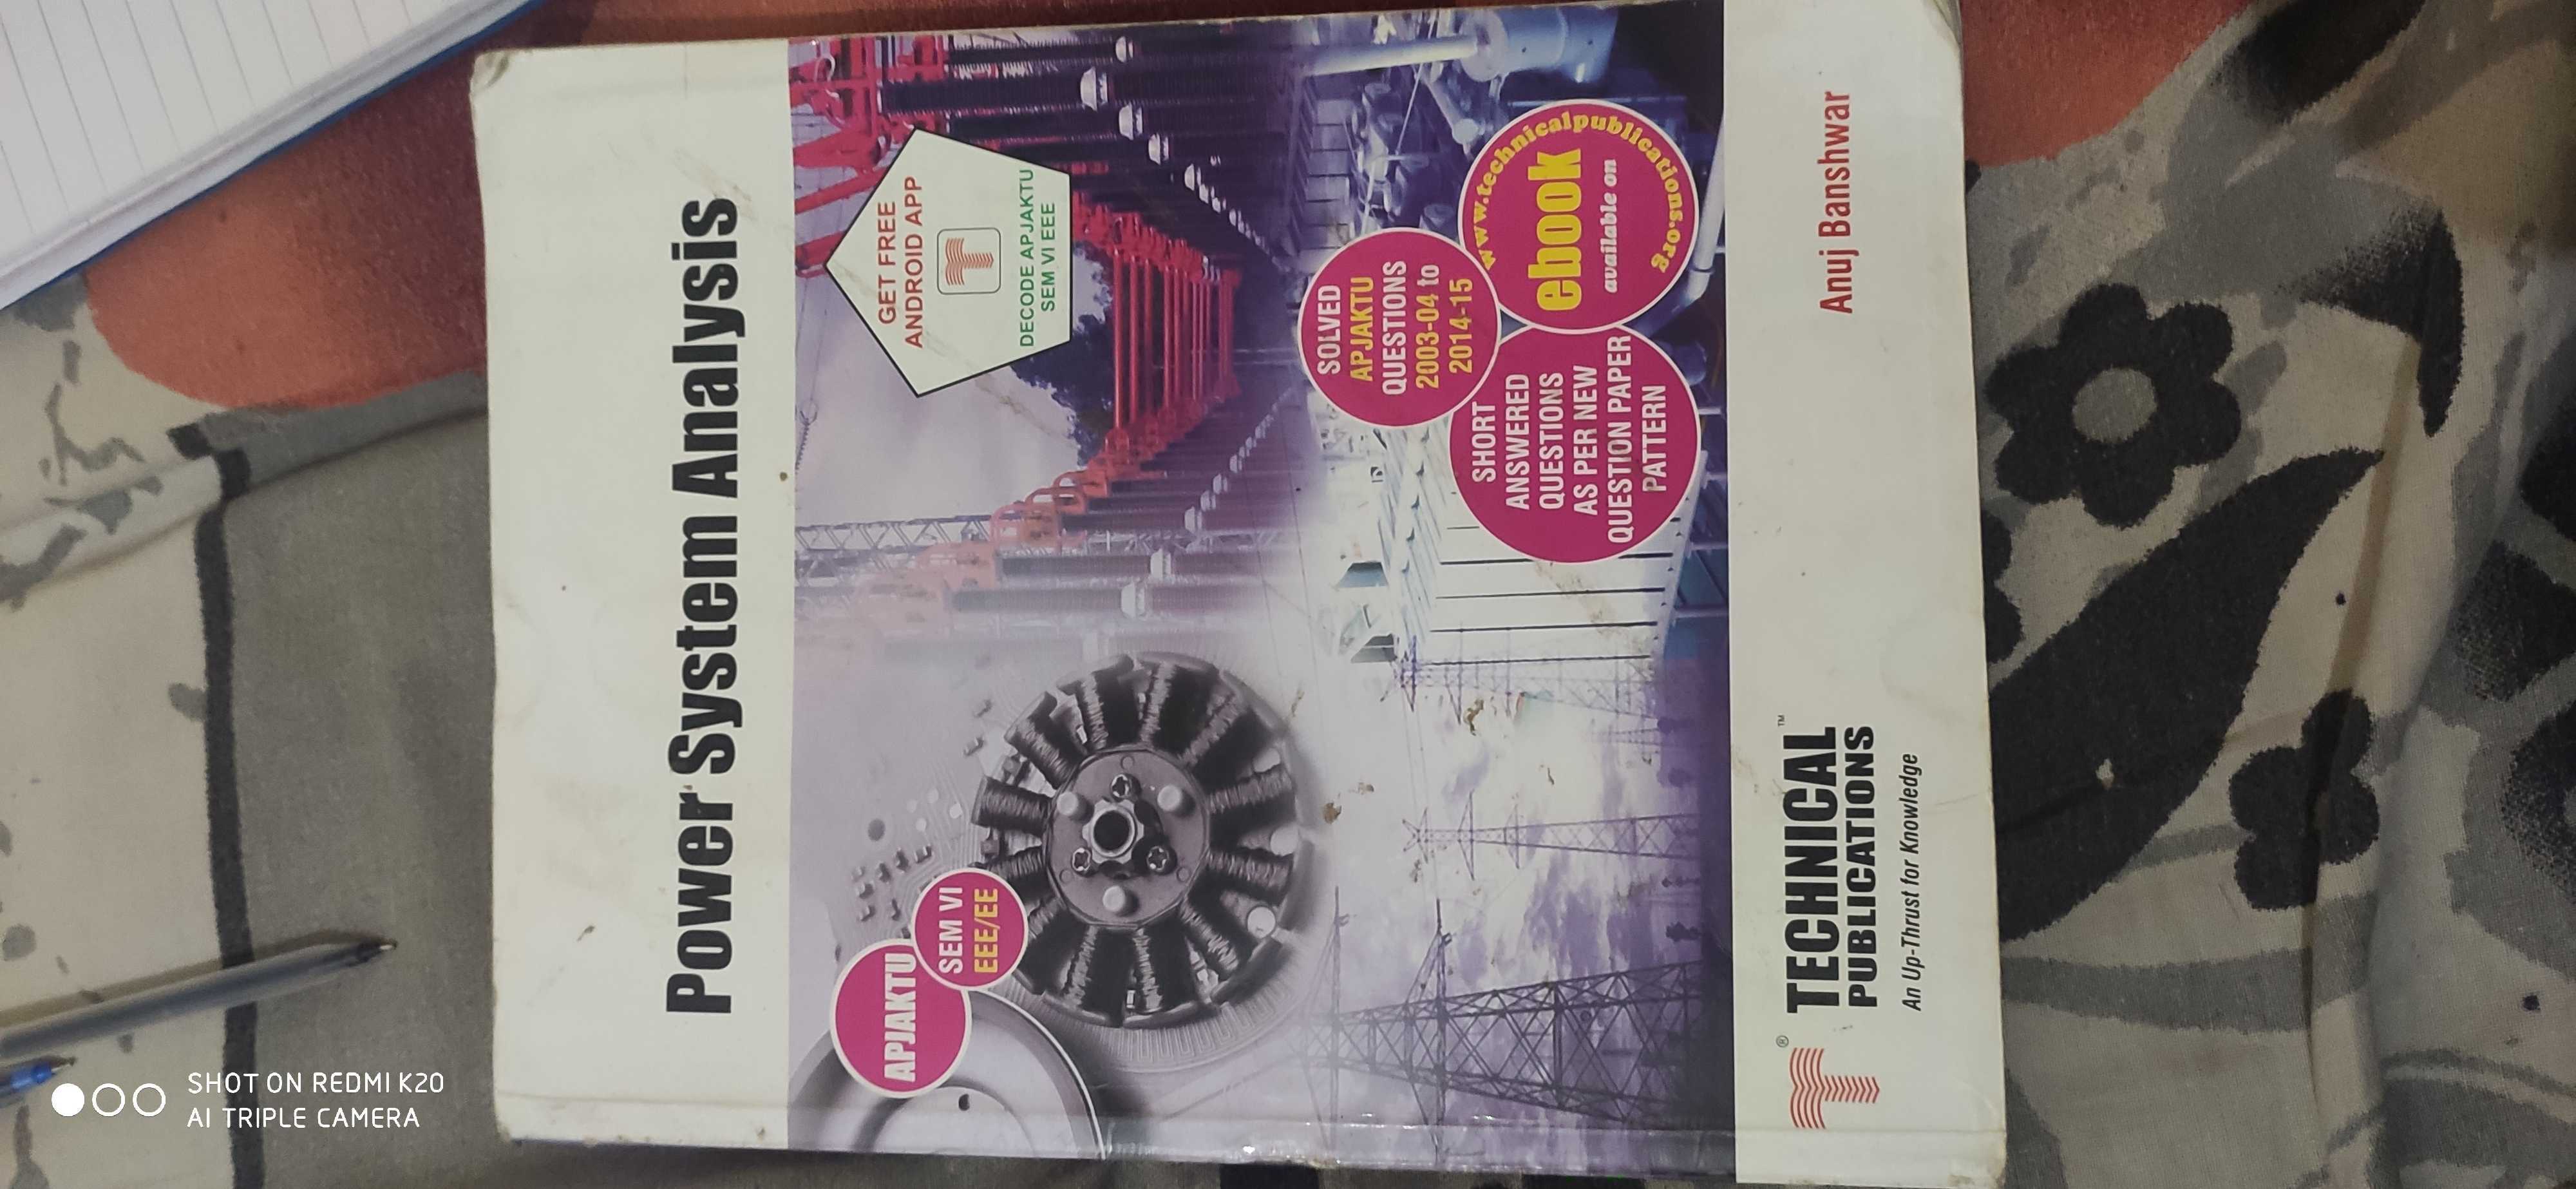 Power System Analysis
GET FREE
ANDROID APP
DECODE APJAKTU
SEM VI EEE
APJAKTU
SEM VI
EEE/EE
SOLVED
APJAKTU
QUESTIONS
2003-04 to
2014-15
SHORT
ANSWERED
QUESTIONS
AS PER NEW
QUESTION PAPER
PATTERN
www.technicalpublications.org
ebook
available on
TECHNICAL™
PUBLICATIONS
An Up-Thrust for Knowledge
®
Anuj Banshwar
SHOT ON REDMI K20
AI TRIPLE CAMERA